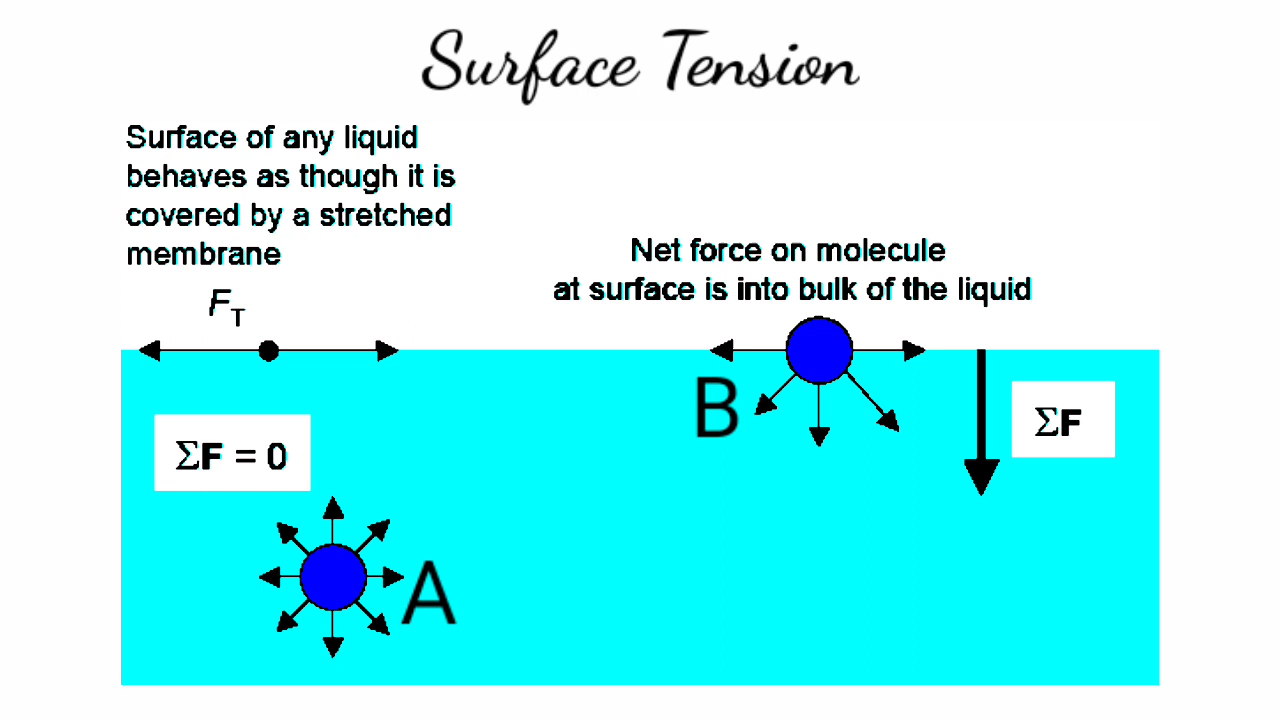 Surface Tension
Surface of any liquid
behaves as though it is
covered by a stretched
membrane
Net force on molecule
at surface is into bulk of the liquid
F_T
B
ΣF
ΣF = 0
A